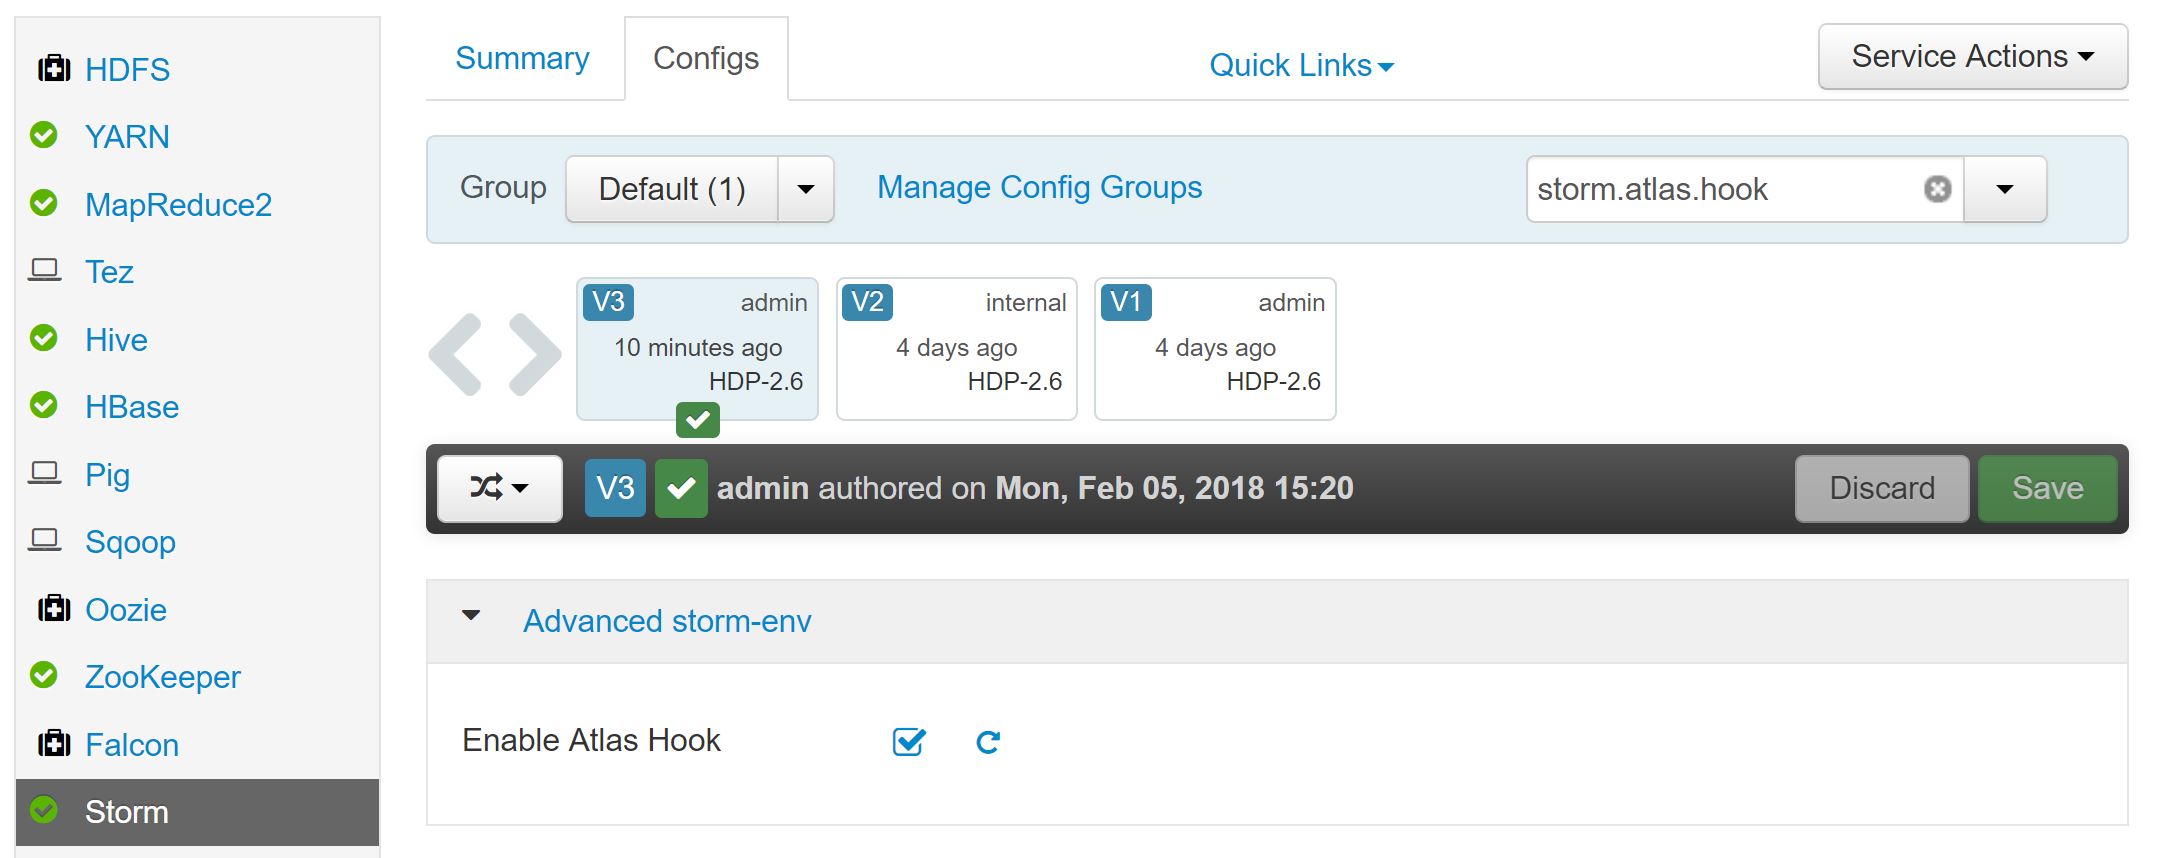 HDFS
YARN
MapReduce2
Tez
Hive
HBase
Pig
Sqoop
Oozie
ZooKeeper
Falcon
Storm
Summary
Configs
Quick Links
Service Actions
Group
Default (1)
Manage Config Groups
storm.atlas.hook
V3 admin
10 minutes ago
HDP-2.6
V2 internal
4 days ago
HDP-2.6
V1 admin
4 days ago
HDP-2.6
V3 admin authored on Mon, Feb 05, 2018 15:20
Discard
Save
Advanced storm-env
Enable Atlas Hook